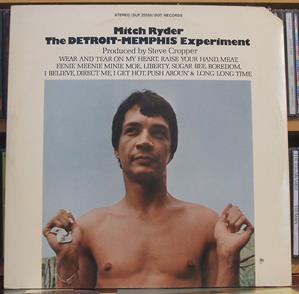 STEREO (SLP 25550) DOT RECORDS
Mitch Ryder
The DETROIT-MEMPHIS Experiment
Produced by Steve Cropper
WEAR AND TEAR ON MY HEART, RAISE YOUR HAND, MEAT,
EENIE MEENIE MINIE MOE, LIBERTY, SUGAR BEE, BOREDOM,
I BELIEVE, DIRECT ME, I GET HOT, PUSH AROUN & LONG LONG TIME